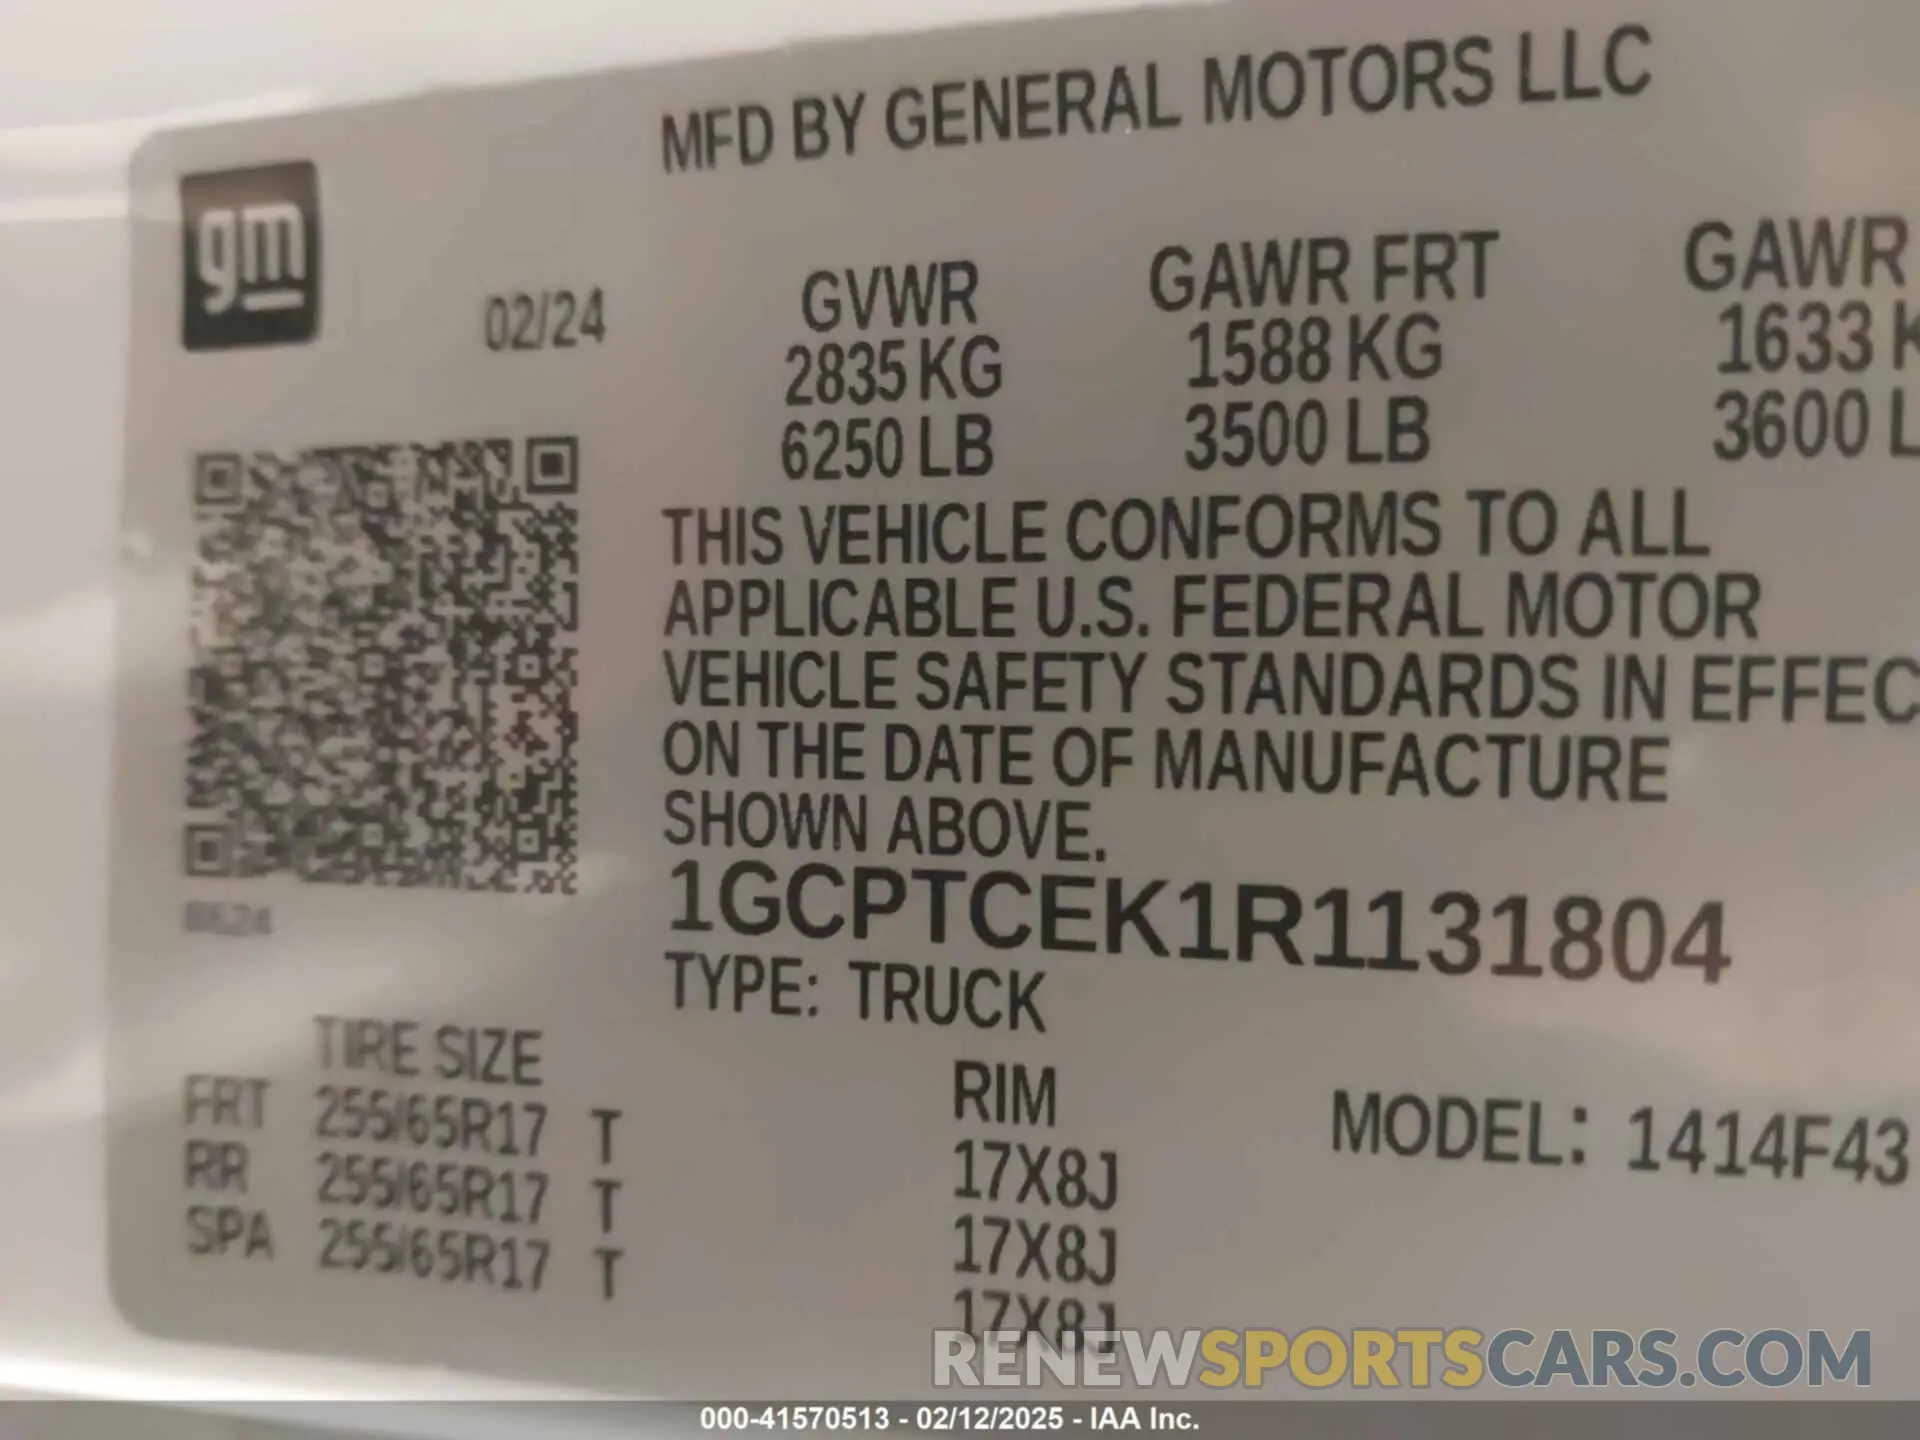 MFD BY GENERAL MOTORS LLC
gm
02/24
GVWR GAWR FRT GAWR
2835 KG 1588 KG 1633 K
6250 LB 3500 LB 3600 L
THIS VEHICLE CONFORMS TO ALL
APPLICABLE U.S. FEDERAL MOTOR
VEHICLE SAFETY STANDARDS IN EFFEC
ON THE DATE OF MANUFACTURE
SHOWN ABOVE.
1GCPTCEK1R1131804
TYPE: TRUCK
TIRE SIZE RIM
FRT 255/65R17 T 17X8J
RR 255/65R17 T 17X8J
SPA 255/65R17 T 17X8J
MODEL: 1414F43
RENEWSPORTSCARS.COM
000-41570513 - 02/12/2025 - IAA Inc.